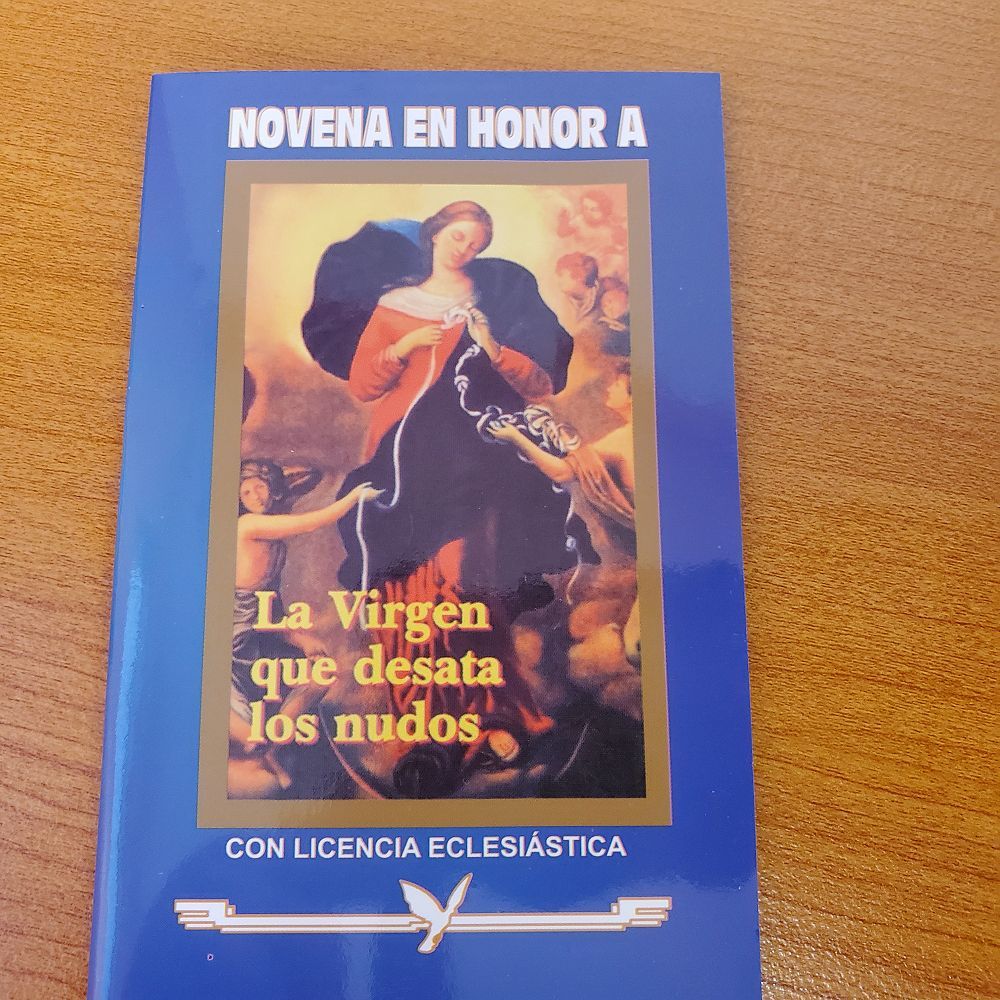 NOVENA EN HONOR A
La Virgen
que desata
los nudos
CON LICENCIA ECLESIÁSTICA